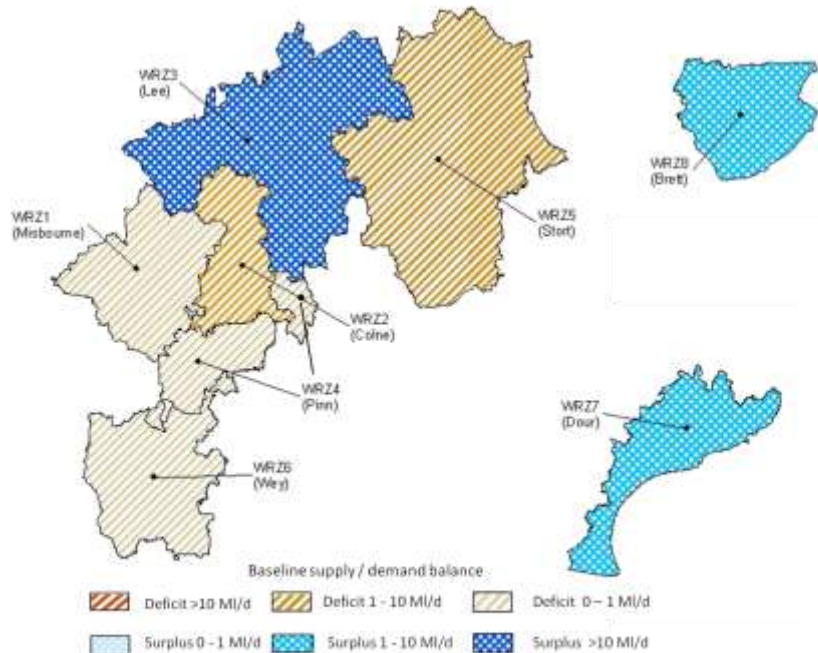 WRZ3
(Lee)
WRZ8
(Brett)
WRZ1
(Misbourne)
WRZ5
(Stort)
WRZ2
(Colne)
WRZ4
(Pinn)
WRZ7
(Dour)
WRZ6
(Wey)
Baseline supply / demand balance
Deficit >10 Ml/d
Deficit 1 - 10 Ml/d
Deficit 0 – 1 Ml/d
Surplus 0 - 1 Ml/d
Surplus 1 - 10 Ml/d
Surplus >10 Ml/d